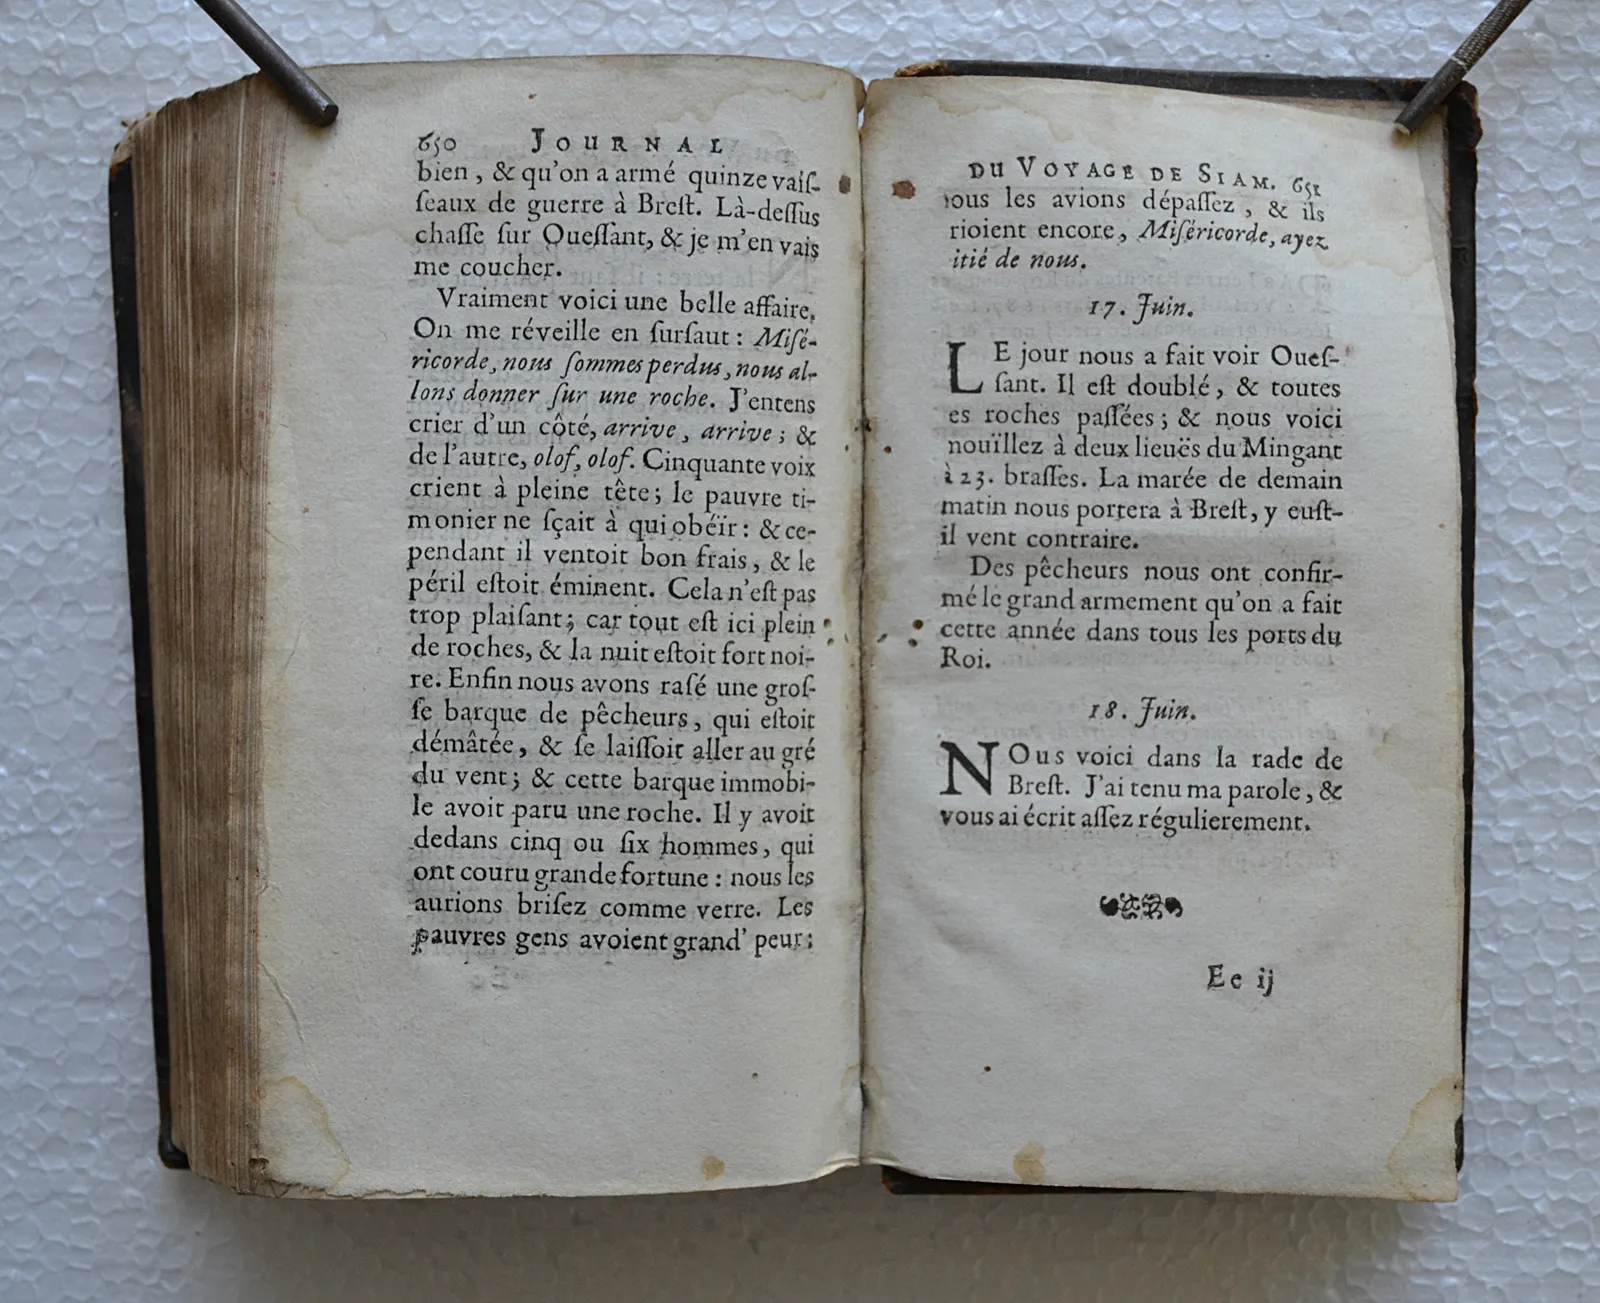 650 JOURNAL
bien, & qu'on a armé quinze vaiſ-
ſeaux de guerre à Breſt. Là-deſſus
chaſſe ſur Oueſſant, & je m'en vais
me coucher.
Vraiment voici une belle affaire.
On me réveille en ſurſaut : Miſé-
ricorde, nous ſommes perdus, nous al-
lons donner ſur une roche. J'entens
crier d'un côté, arrive, arrive ; &
de l'autre, olof, olof. Cinquante voix
crient à pleine tête ; le pauvre ti-
monier ne ſçait à qui obéïr : & ce-
pendant il ventoit bon frais, & le
péril eſtoit éminent. Cela n'eſt pas
trop plaiſant ; car tout eſt ici plein
de roches, & la nuit eſtoit fort noi-
re. Enfin nous avons raſé une groſ-
ſe barque de pêcheurs, qui eſtoit
démâtée, & ſe laiſſoit aller au gré
du vent ; & cette barque immobi-
le avoit paru une roche. Il y avoit
dedans cinq ou ſix hommes, qui
ont couru grande fortune : nous les
aurions briſez comme verre. Les
pauvres gens avoient grand' peur :
DU VOYAGE DE SIAM. 651
ous les avions dépaſſez, & ils
rioient encore, Miſéricorde, ayez
itié de nous.
17. Juin.
LE jour nous a fait voir Oueſ-
ſant. Il eſt doublé, & toutes
es roches paſſées ; & nous voici
nouïllez à deux lieuës du Mingant
à 23. braſſes. La marée de demain
matin nous portera à Breſt, y euſt-
il vent contraire.
Des pêcheurs nous ont confir-
mé le grand armement qu'on a fait
cette année dans tous les ports du
Roi.
18. Juin.
NOus voici dans la rade de
Breſt. J'ai tenu ma parole, &
vous ai écrit aſſez régulierement.
Ee ij